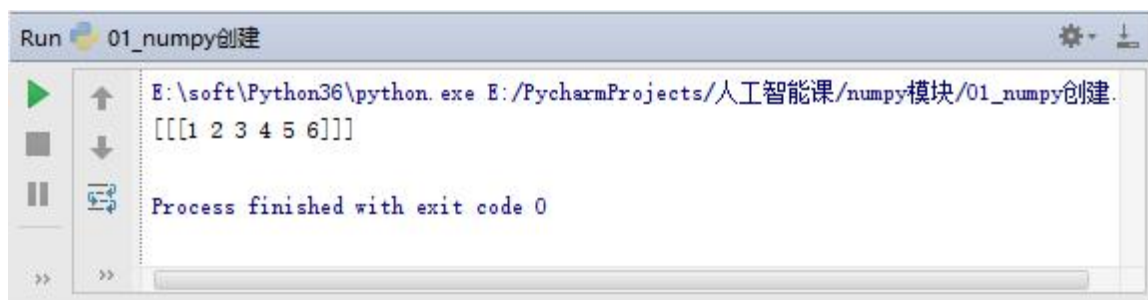 Run 01_numpy创建
E:\soft\Python36\python.exe E:/PycharmProjects/人工智能课/numpy模块/01_numpy创建.
[[[1 2 3 4 5 6]]]
Process finished with exit code 0